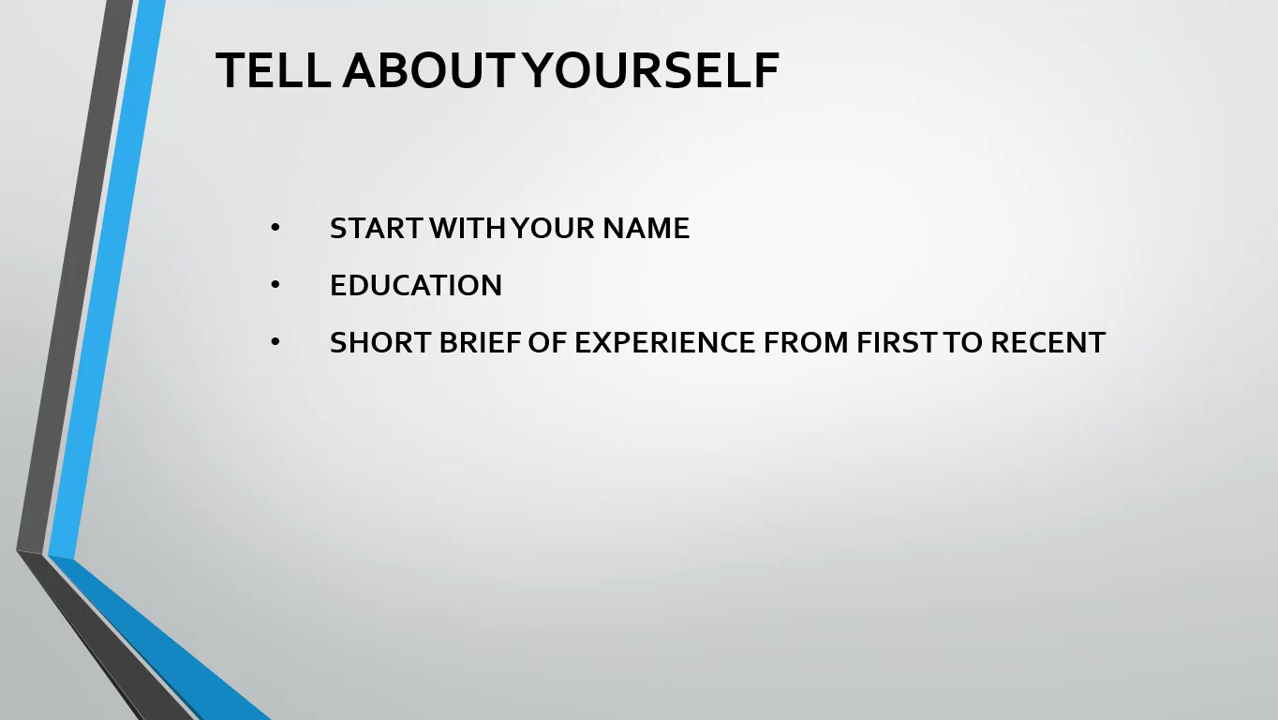 TELL ABOUT YOURSELF
• START WITH YOUR NAME
• EDUCATION
• SHORT BRIEF OF EXPERIENCE FROM FIRST TO RECENT